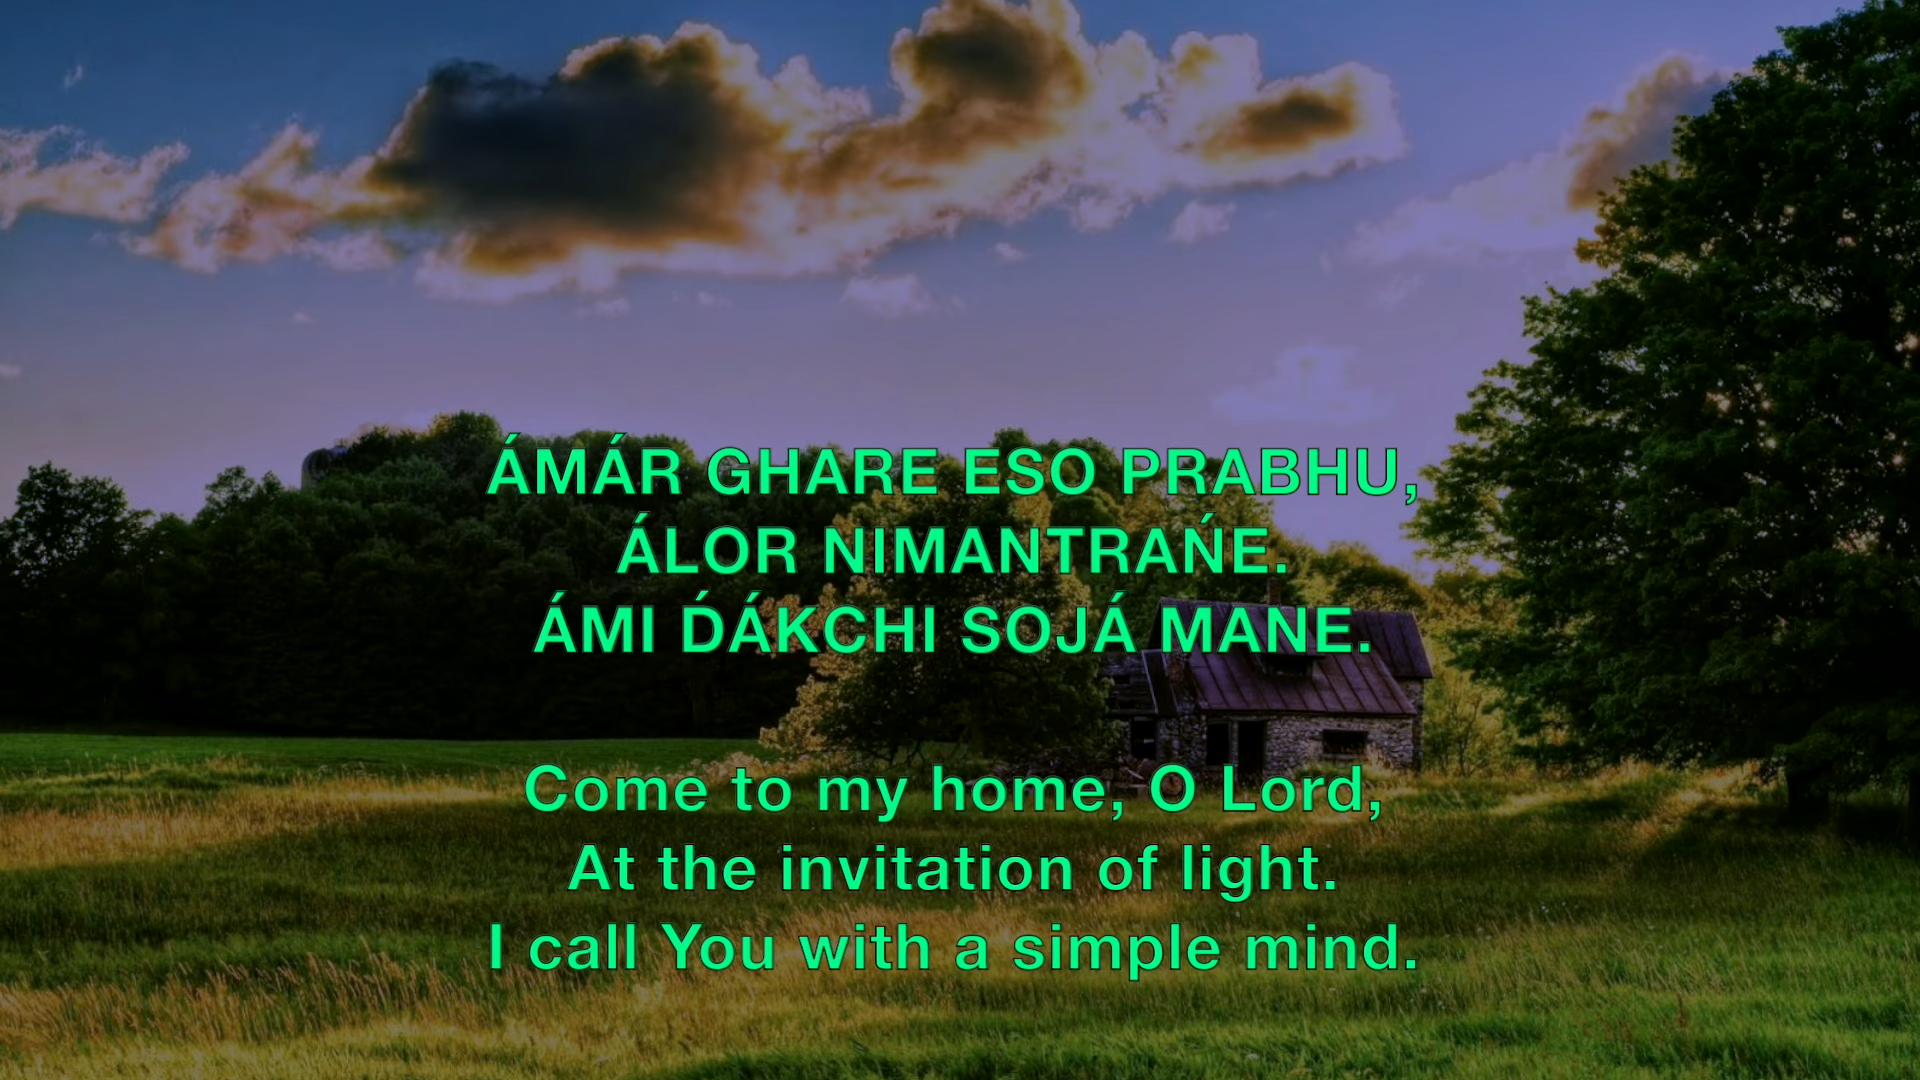 ÁMÁR GHARE ESO PRABHU,
ÁLOR NIMANTRAŃE.
ÁMI D́ÁKCHI SOJÁ MANE.
Come to my home, O Lord,
At the invitation of light.
I call You with a simple mind.